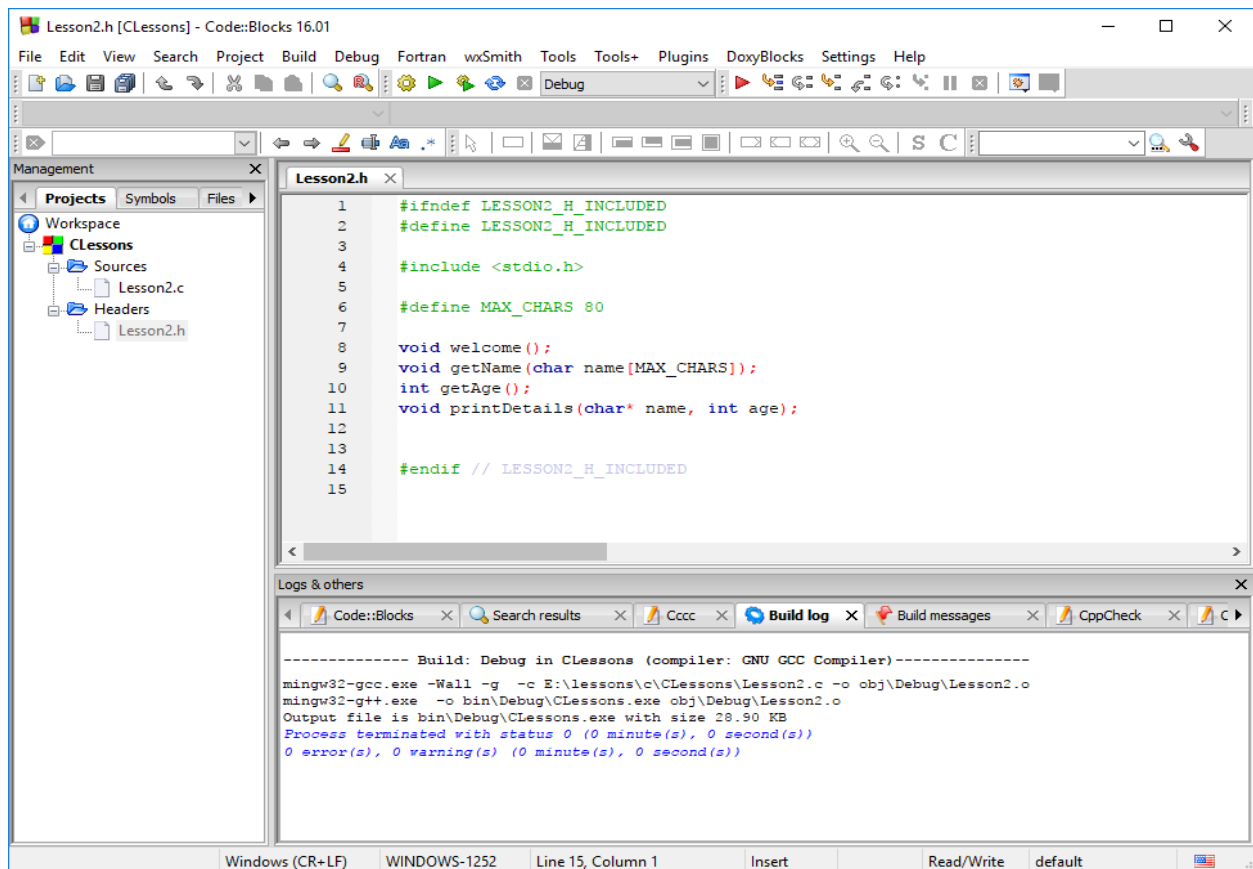 Lesson2.h [CLessons] - Code::Blocks 16.01
File Edit View Search Project Build Debug Fortran wxSmith Tools Tools+ Plugins DoxyBlocks Settings Help
Debug
S C
Management
Projects Symbols Files
Workspace
CLessons
Sources
Lesson2.c
Headers
Lesson2.h
Lesson2.h
1 #ifndef LESSON2_H_INCLUDED
2 #define LESSON2_H_INCLUDED
3
4 #include <stdio.h>
5
6 #define MAX_CHARS 80
7
8 void welcome();
9 void getName(char name[MAX_CHARS]);
10 int getAge();
11 void printDetails(char* name, int age);
12
13
14 #endif // LESSON2_H_INCLUDED
15
Logs & others
Code::Blocks Search results Cccc Build log Build messages CppCheck C
-------------- Build: Debug in CLessons (compiler: GNU GCC Compiler)---------------
mingw32-gcc.exe -Wall -g -c E:\lessons\c\CLessons\Lesson2.c -o obj\Debug\Lesson2.o
mingw32-g++.exe -o bin\Debug\CLessons.exe obj\Debug\Lesson2.o
Output file is bin\Debug\CLessons.exe with size 28.90 KB
Process terminated with status 0 (0 minute(s), 0 second(s))
0 error(s), 0 warning(s) (0 minute(s), 0 second(s))
Windows (CR+LF) WINDOWS-1252 Line 15, Column 1 Insert Read/Write default